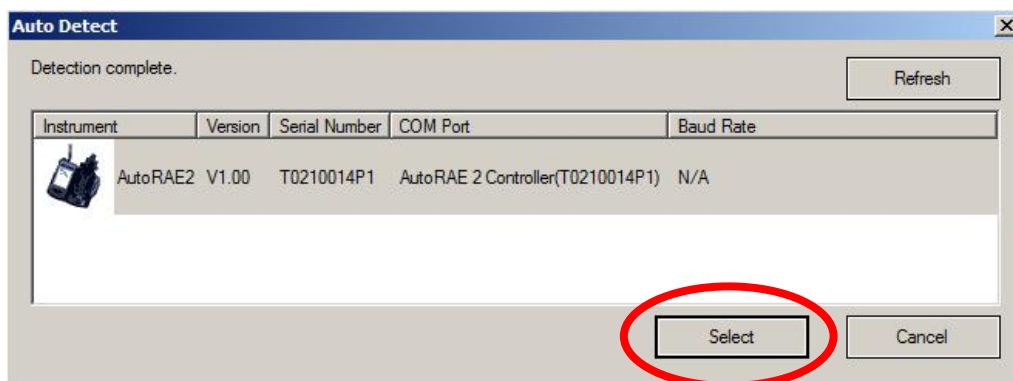 Auto Detect
Detection complete.
Refresh
Instrument Version Serial Number COM Port Baud Rate
AutoRAE2 V1.00 T0210014P1 AutoRAE 2 Controller(T0210014P1) N/A
Select Cancel